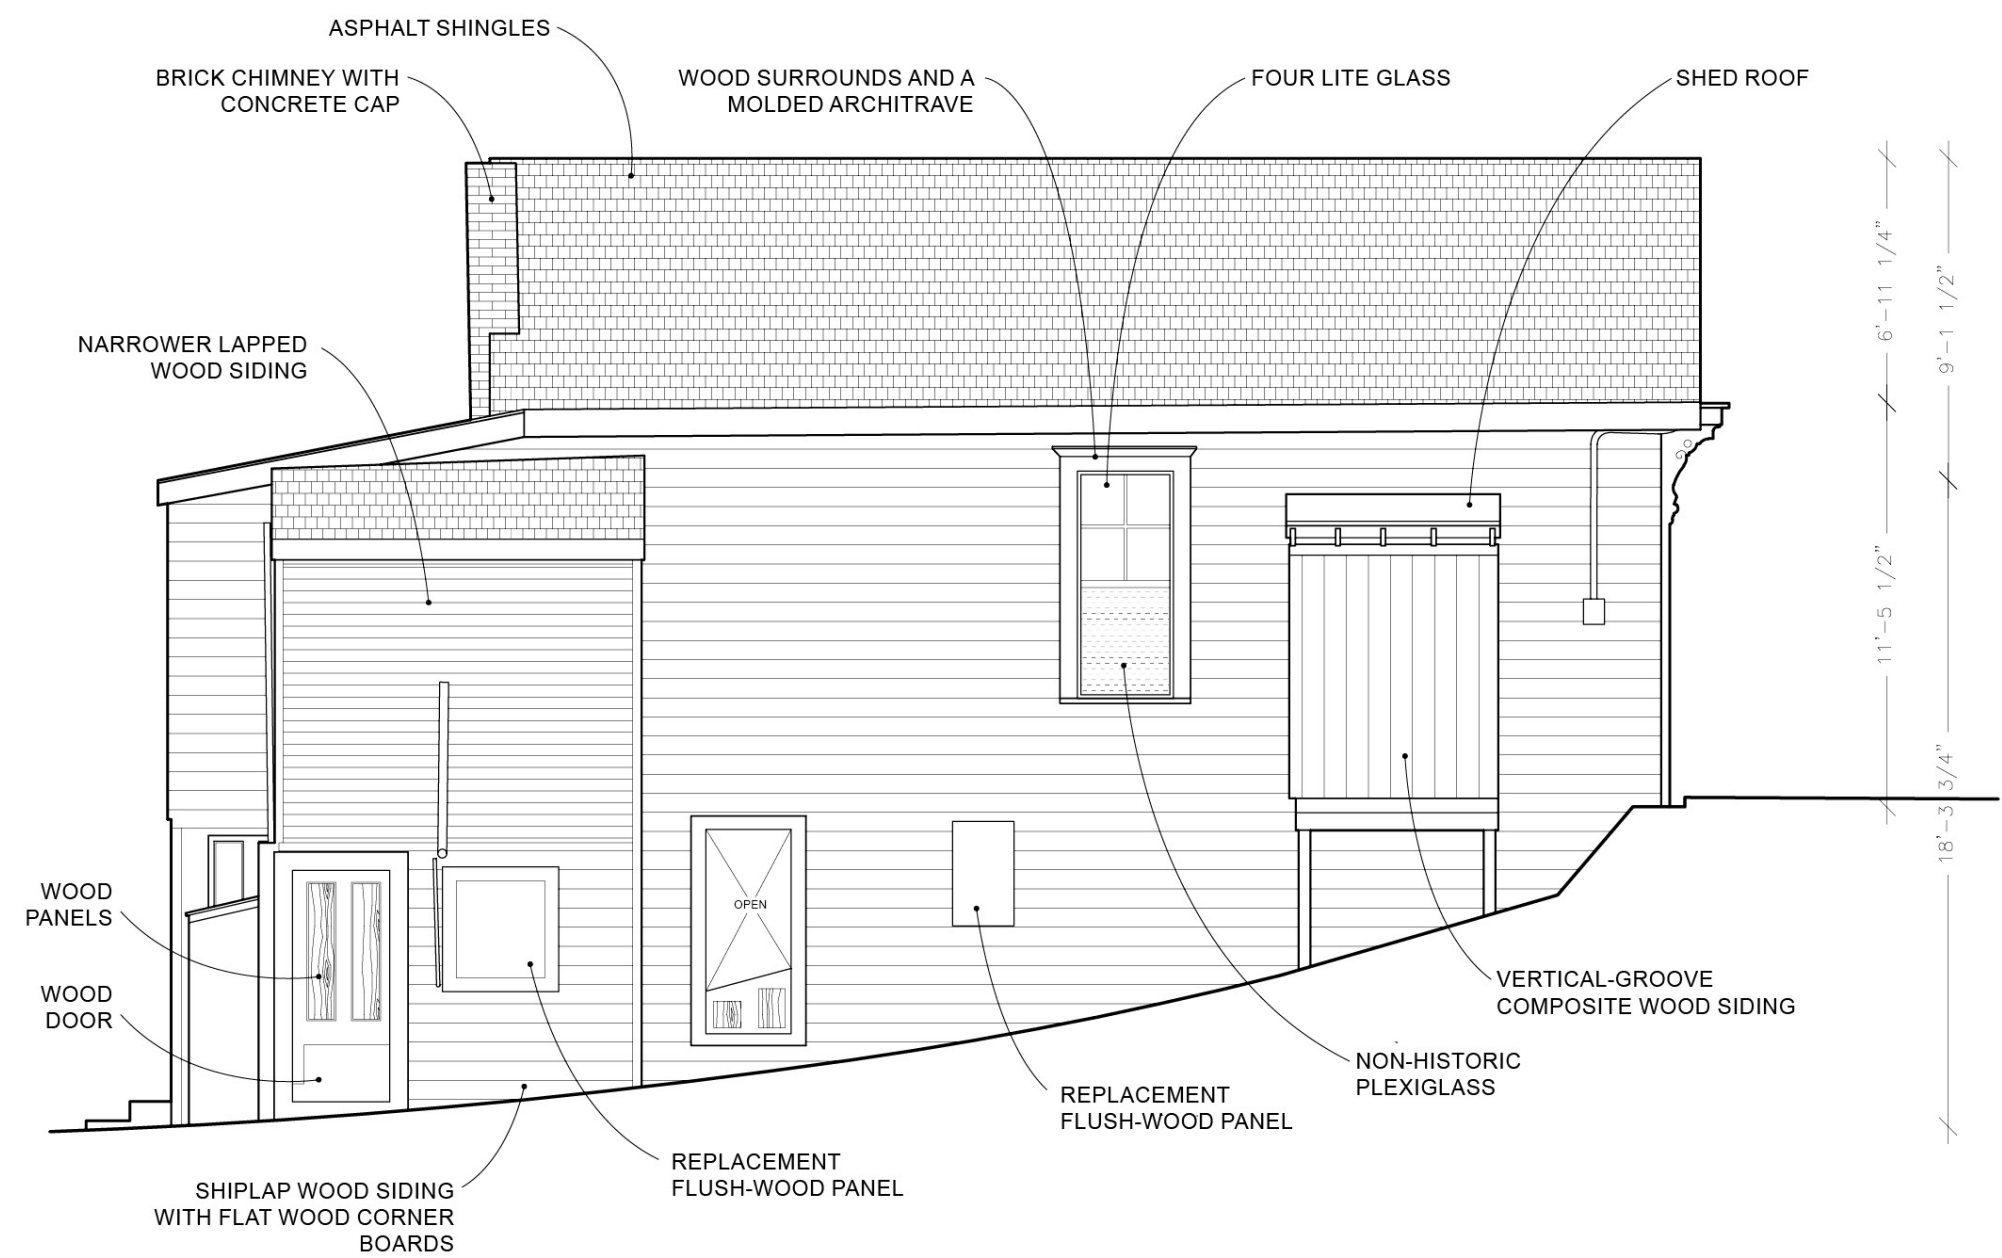 ASPHALT SHINGLES
BRICK CHIMNEY WITH
CONCRETE CAP
WOOD SURROUNDS AND A
MOLDED ARCHITRAVE
FOUR LITE GLASS
SHED ROOF
6'-11 1/4"
9'-1 1/2"
NARROWER LAPPED
WOOD SIDING
11'-5 1/2"
18'-3 3/4"
WOOD
PANELS
OPEN
WOOD
DOOR
VERTICAL-GROOVE
COMPOSITE WOOD SIDING
NON-HISTORIC
PLEXIGLASS
REPLACEMENT
FLUSH-WOOD PANEL
REPLACEMENT
FLUSH-WOOD PANEL
SHIPLAP WOOD SIDING
WITH FLAT WOOD CORNER
BOARDS